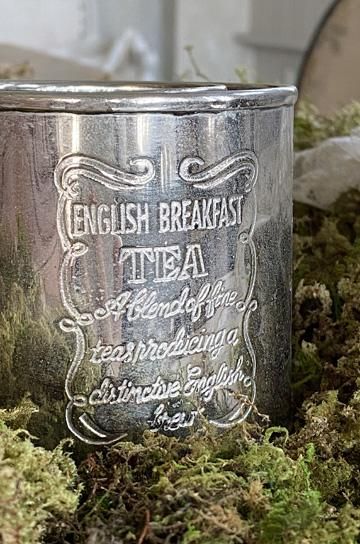 ENGLISH BREAKFAST
TEA
A blend of fine
teas producing a
distinctive English
brew